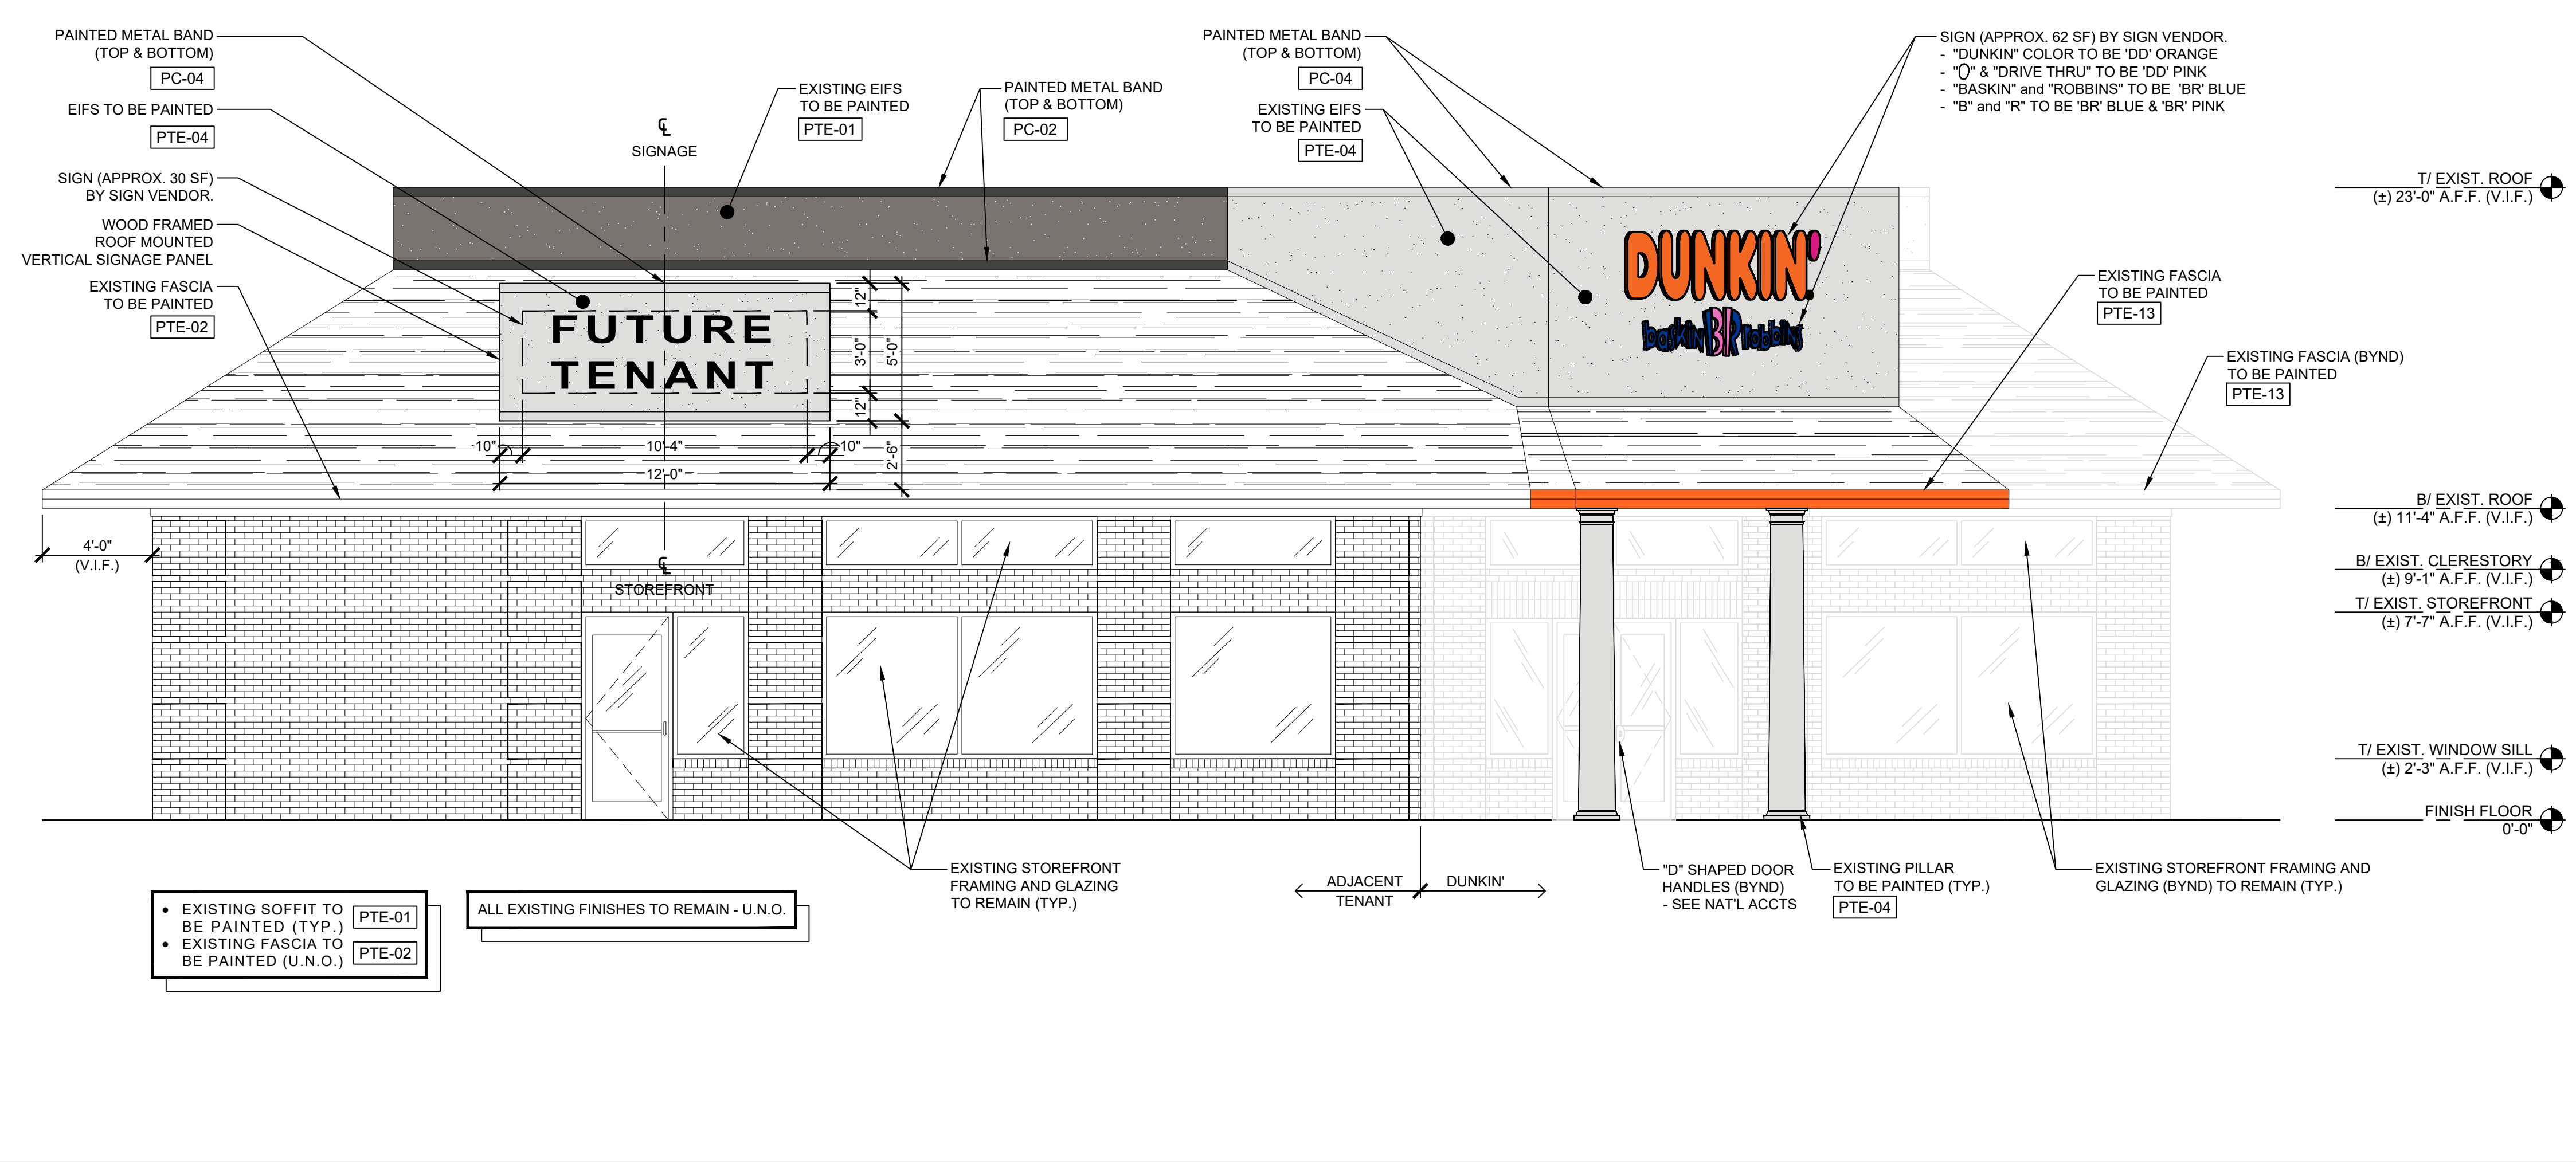 PAINTED METAL BAND
(TOP & BOTTOM)
PC-04
EIFS TO BE PAINTED
PTE-04
SIGN (APPROX. 30 SF)
BY SIGN VENDOR.
WOOD FRAMED
ROOF MOUNTED
VERTICAL SIGNAGE PANEL
EXISTING FASCIA
TO BE PAINTED
PTE-02
SIGNAGE
EXISTING EIFS
TO BE PAINTED
PTE-01
PAINTED METAL BAND
(TOP & BOTTOM)
PC-02
PAINTED METAL BAND
(TOP & BOTTOM)
PC-04
EXISTING EIFS
TO BE PAINTED
PTE-04
SIGN (APPROX. 62 SF) BY SIGN VENDOR.
- "DUNKIN" COLOR TO BE 'DD' ORANGE
- "()" & "DRIVE THRU" TO BE 'DD' PINK
- "BASKIN" and "ROBBINS" TO BE 'BR' BLUE
- "B" and "R" TO BE 'BR' BLUE & 'BR' PINK
T/ EXIST. ROOF
(±) 23'-0" A.F.F. (V.I.F.)
FUTURE
TENANT
12"
3'-0"
5'-0"
12"
2'-6"
10"
10'-4"
10"
12'-0"
DUNKIN'
baskin BR robbins
EXISTING FASCIA
TO BE PAINTED
PTE-13
EXISTING FASCIA (BYND)
TO BE PAINTED
PTE-13
B/ EXIST. ROOF
(±) 11'-4" A.F.F. (V.I.F.)
4'-0"
(V.I.F.)
STOREFRONT
B/ EXIST. CLERESTORY
(±) 9'-1" A.F.F. (V.I.F.)
T/ EXIST. STOREFRONT
(±) 7'-7" A.F.F. (V.I.F.)
T/ EXIST. WINDOW SILL
(±) 2'-3" A.F.F. (V.I.F.)
FINISH FLOOR
0'-0"
EXISTING STOREFRONT
FRAMING AND GLAZING
TO REMAIN (TYP.)
ADJACENT
TENANT
DUNKIN'
"D" SHAPED DOOR
HANDLES (BYND)
- SEE NAT'L ACCTS
EXISTING PILLAR
TO BE PAINTED (TYP.)
PTE-04
EXISTING STOREFRONT FRAMING AND
GLAZING (BYND) TO REMAIN (TYP.)
• EXISTING SOFFIT TO
BE PAINTED (TYP.)
PTE-01
• EXISTING FASCIA TO
BE PAINTED (U.N.O.)
PTE-02
ALL EXISTING FINISHES TO REMAIN - U.N.O.